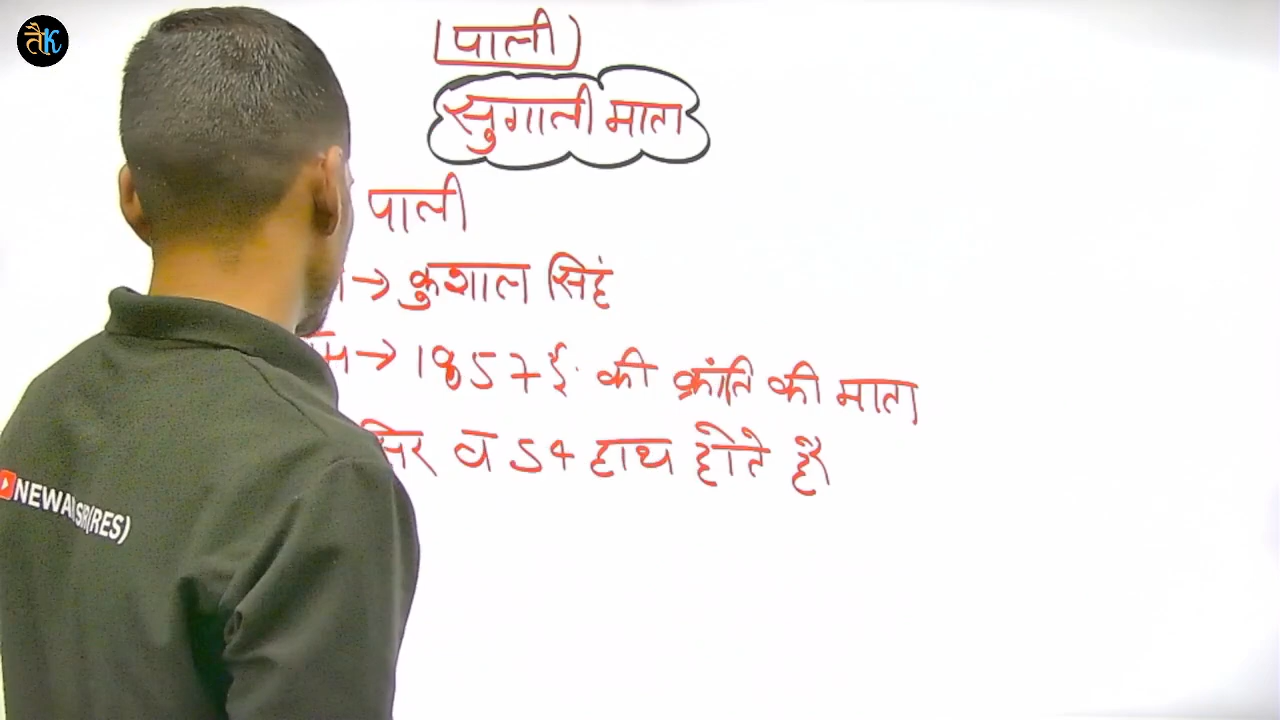 तैK
पाली
सुगाली माता
पाली
→ कुशाल सिंह
→ 1857 ई. की क्रांति की माता
सिर व 54 हाथ होते है
NEWAI SIR(RES)